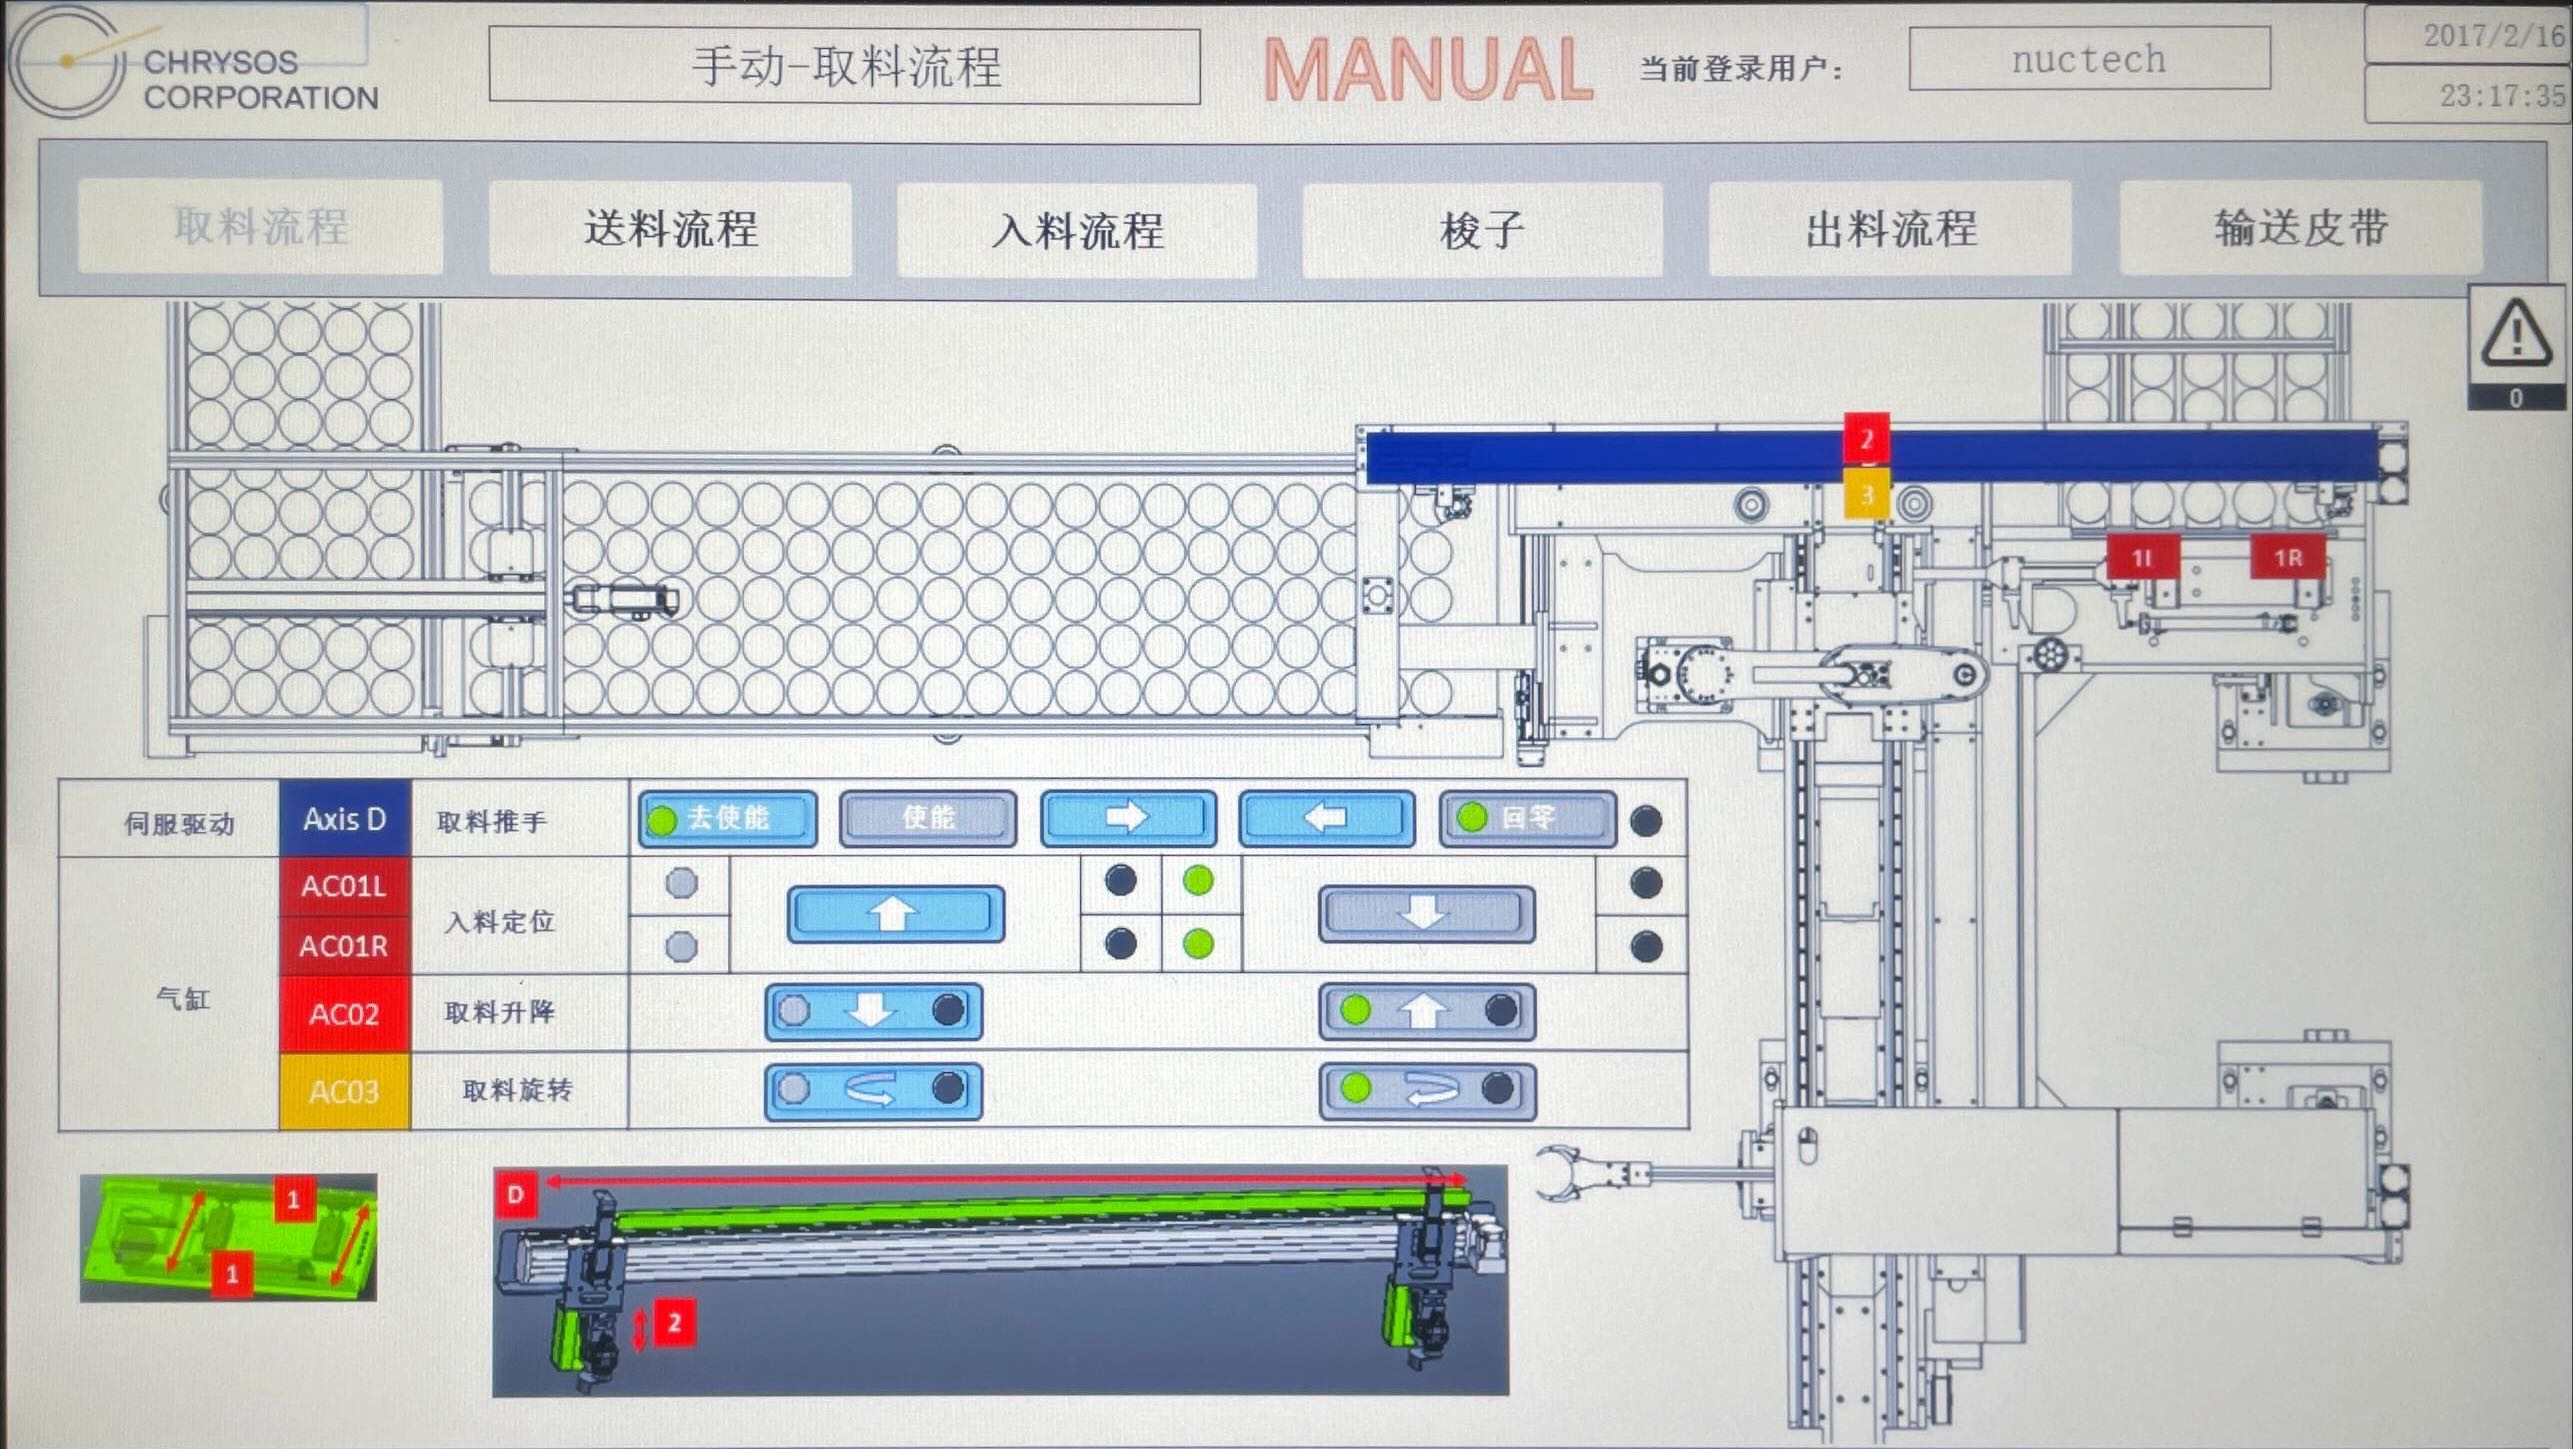 CHRYSOS
CORPORATION
手动-取料流程
MANUAL
当前登录用户：
nuctech
2017/2/16
23:17:35
取料流程
送料流程
入料流程
梭子
出料流程
输送皮带
0
2
3
1L
1R
伺服驱动
Axis D
取料推手
去使能
使能
回零
气缸
AC01L
AC01R
入料定位
AC02
取料升降
AC03
取料旋转
1
1
D
2